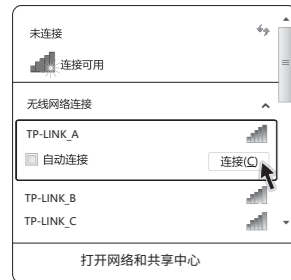 未连接
连接可用
无线网络连接
TP-LINK_A
自动连接
连接(C)
TP-LINK_B
TP-LINK_C
打开网络和共享中心